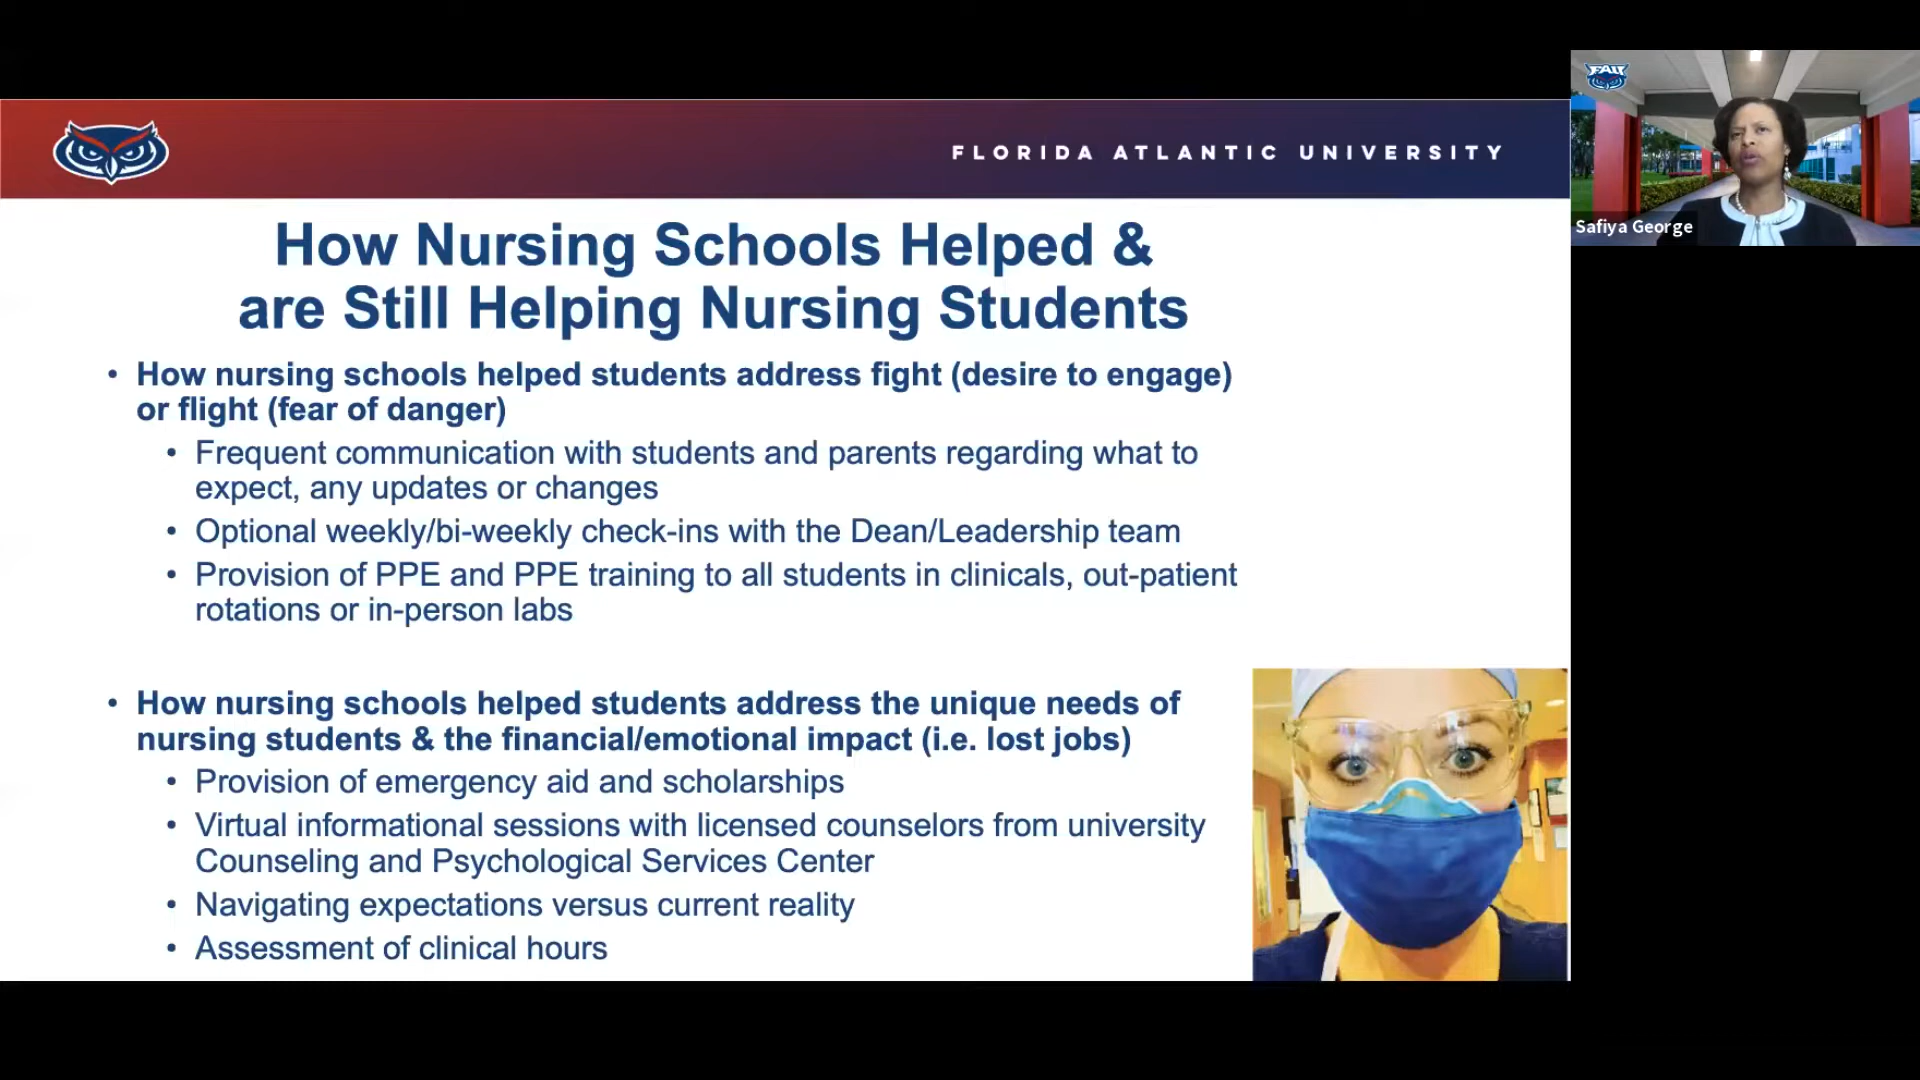 FLORIDA ATLANTIC UNIVERSITY
FAU
Safiya George
How Nursing Schools Helped &
are Still Helping Nursing Students
• How nursing schools helped students address fight (desire to engage)
or flight (fear of danger)
• Frequent communication with students and parents regarding what to
expect, any updates or changes
• Optional weekly/bi-weekly check-ins with the Dean/Leadership team
• Provision of PPE and PPE training to all students in clinicals, out-patient
rotations or in-person labs
• How nursing schools helped students address the unique needs of
nursing students & the financial/emotional impact (i.e. lost jobs)
• Provision of emergency aid and scholarships
• Virtual informational sessions with licensed counselors from university
Counseling and Psychological Services Center
• Navigating expectations versus current reality
• Assessment of clinical hours